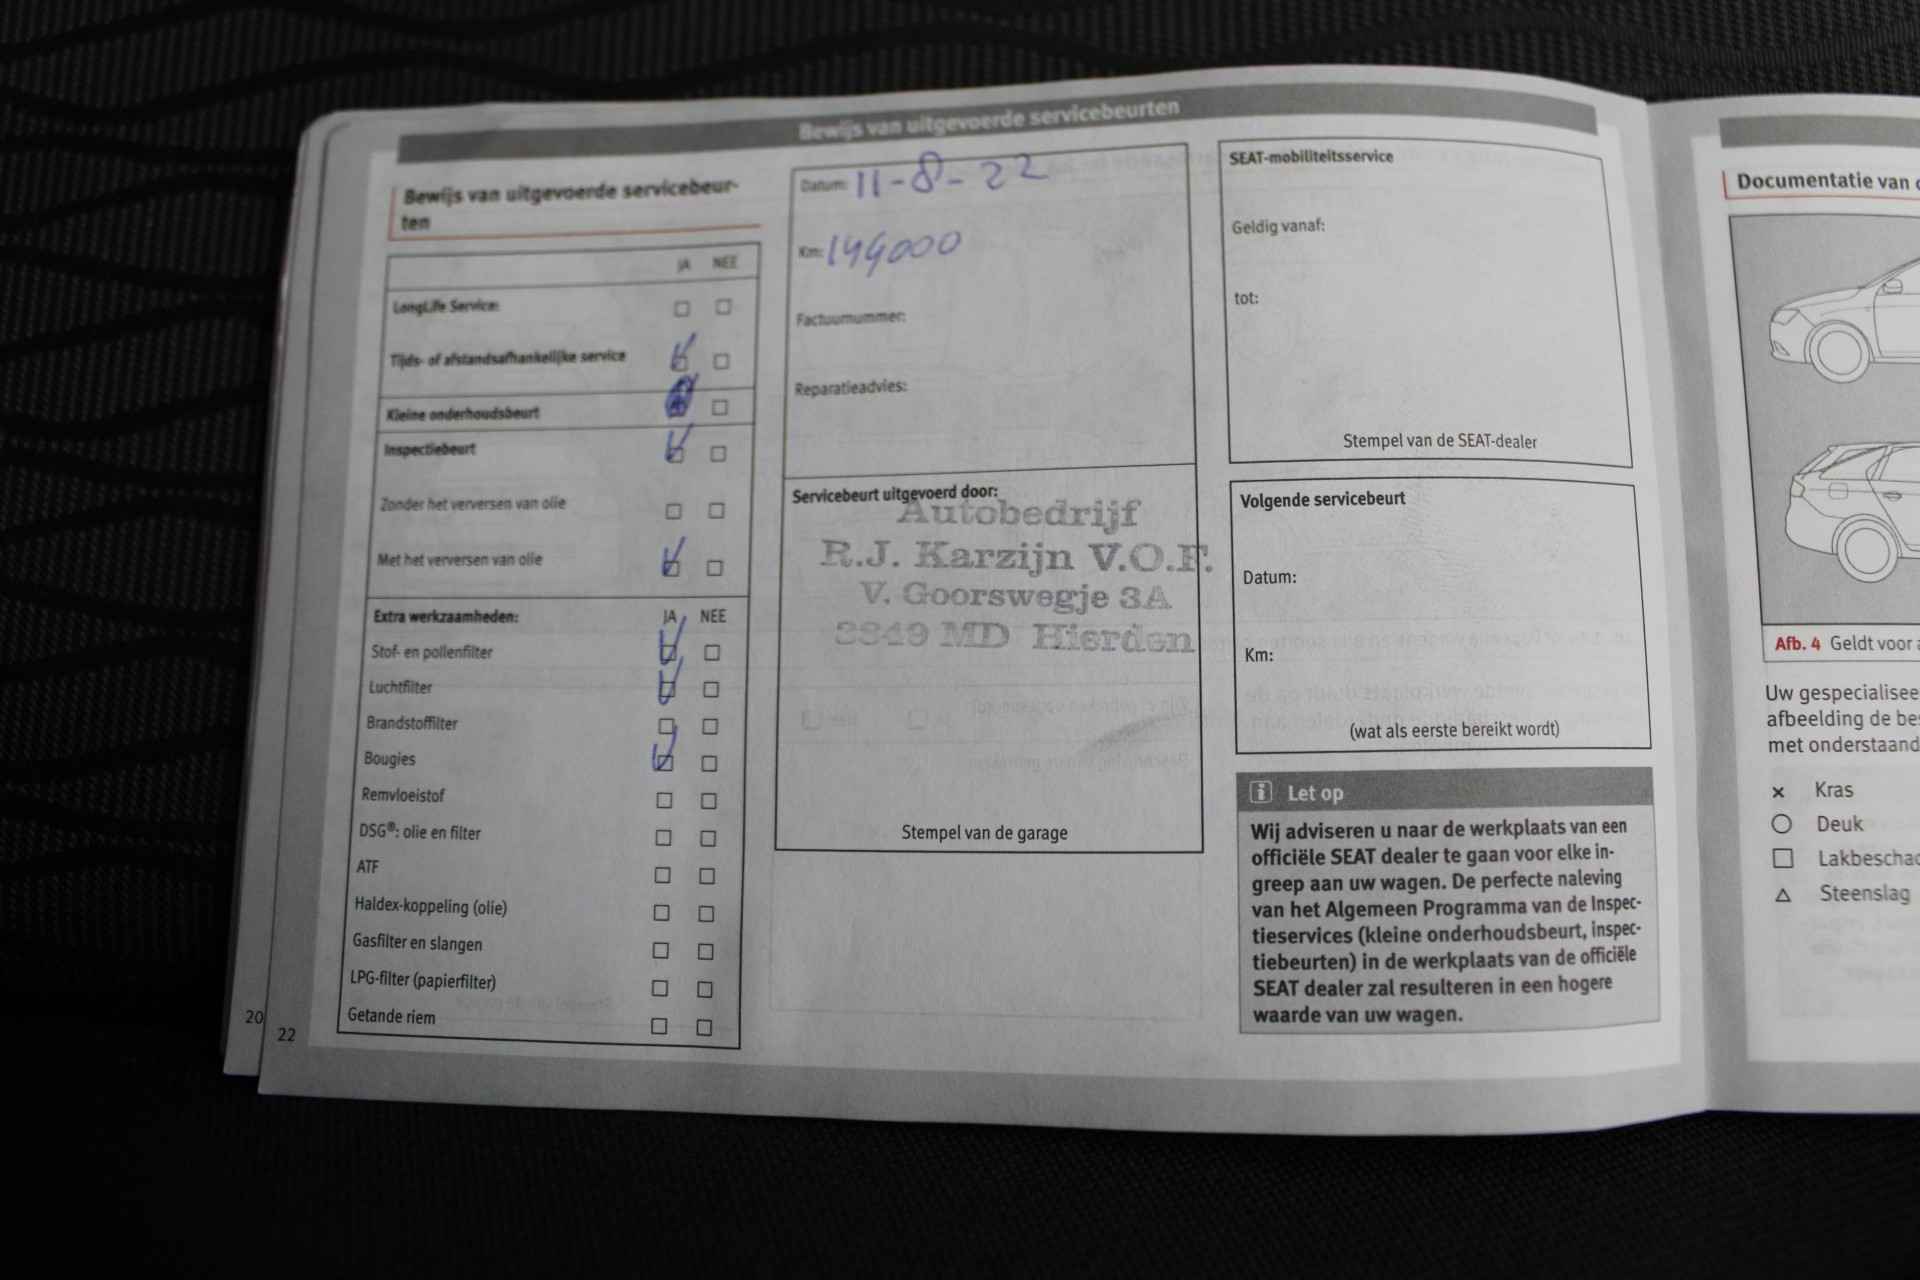 Bewijs van uitgevoerde servicebeurten
Bewijs van uitgevoerde servicebeur-
ten
JA NEE
LongLife Service:
Tijds- of afstandsafhankelijke service
Kleine onderhoudsbeurt
Inspectiebeurt
Zonder het verversen van olie
Met het verversen van olie
Extra werkzaamheden: JA NEE
Stof- en pollenfilter
Luchtfilter
Brandstoffilter
Bougies
Remvloeistof
DSG®: olie en filter
ATF
Haldex-koppeling (olie)
Gasfilter en slangen
LPG-filter (papierfilter)
Getande riem
20
22
Datum: 11-8-22
Km: 144000
Factuurnummer:
Reparatieadvies:
Servicebeurt uitgevoerd door:
Autobedrijf
R.J. Karzijn V.O.F.
V. Goorswegje 3A
3849 MD Hierden
Stempel van de garage
SEAT-mobiliteitsservice
Geldig vanaf:
tot:
Stempel van de SEAT-dealer
Volgende servicebeurt
Datum:
Km:
(wat als eerste bereikt wordt)
i Let op
Wij adviseren u naar de werkplaats van een
officiële SEAT dealer te gaan voor elke in-
greep aan uw wagen. De perfecte naleving
van het Algemeen Programma van de Inspec-
tieservices (kleine onderhoudsbeurt, inspec-
tiebeurten) in de werkplaats van de officiële
SEAT dealer zal resulteren in een hogere
waarde van uw wagen.
Documentatie van
Afb. 4 Geldt voor
Uw gespecialisee
afbeelding de bes
met onderstaand
Kras
Deuk
Lakbeschad
Steenslag